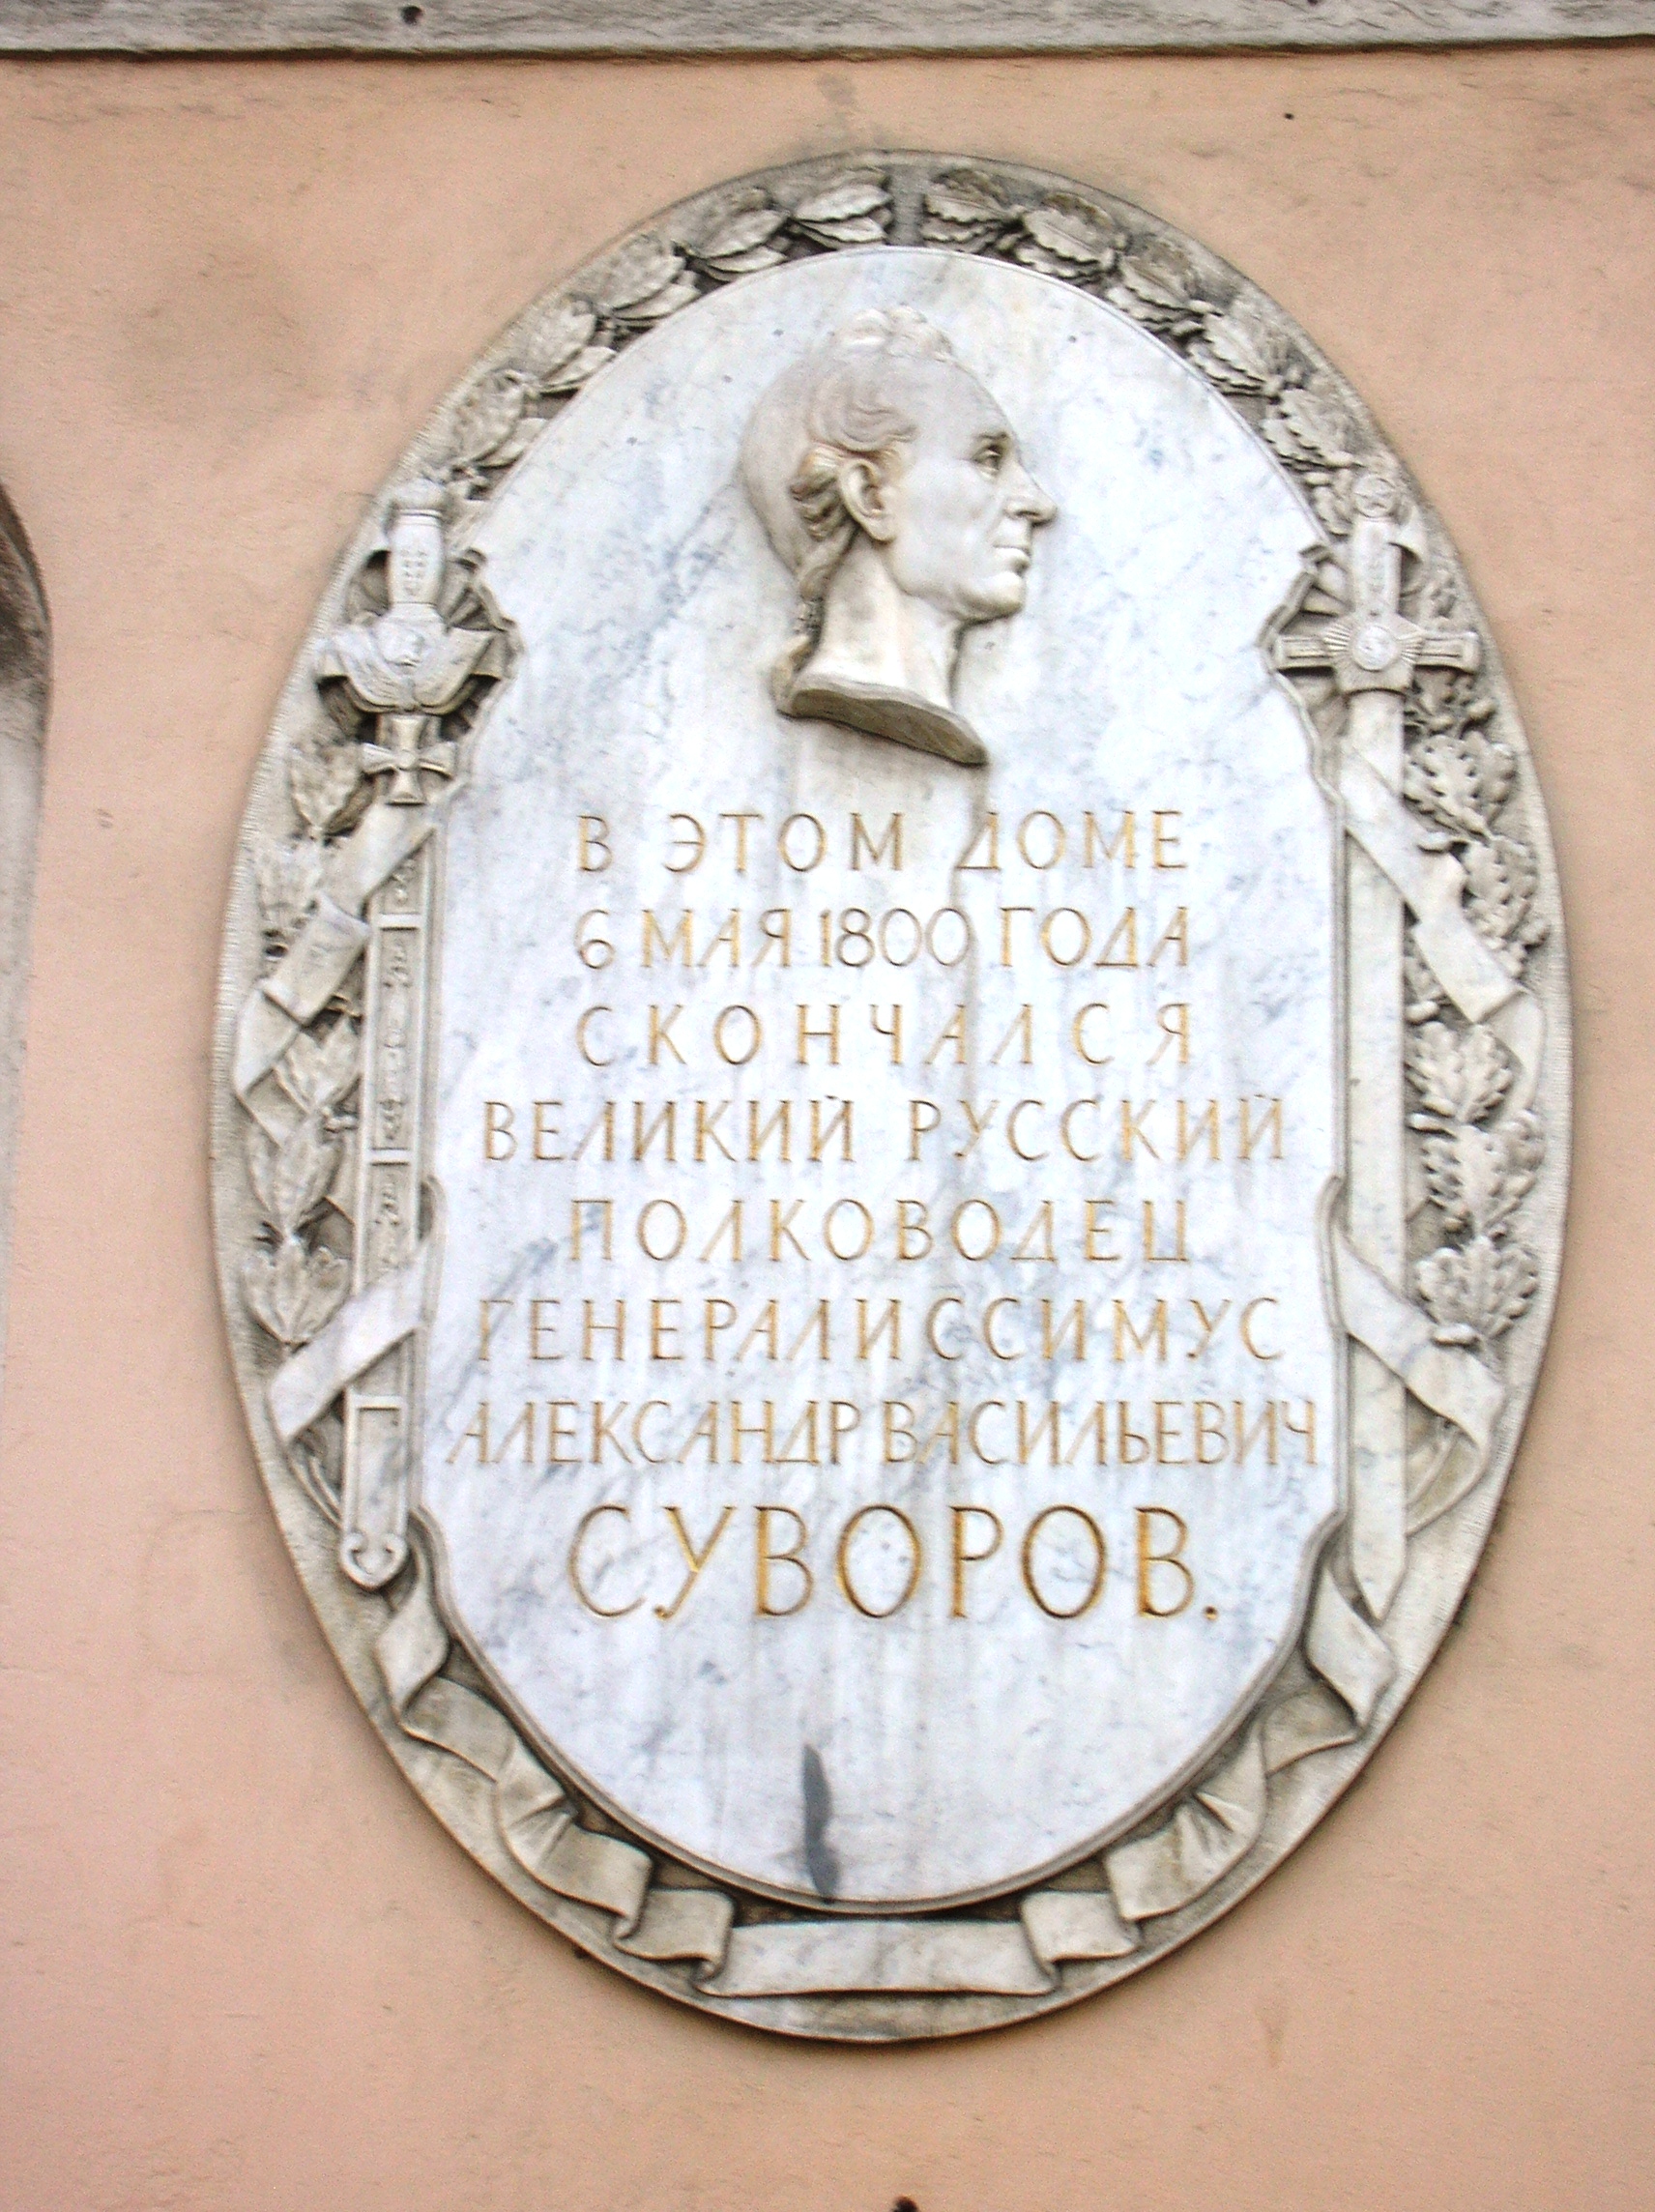 В ЭТОМ ДОМЕ
6 МАЯ 1800 ГОДА
СКОНЧАЛСЯ
ВЕЛИКИЙ РУССКИЙ
ПОЛКОВОДЕЦ
ГЕНЕРАЛИССИМУС
АЛЕКСАНДР ВАСИЛЬЕВИЧ
СУВОРОВ.